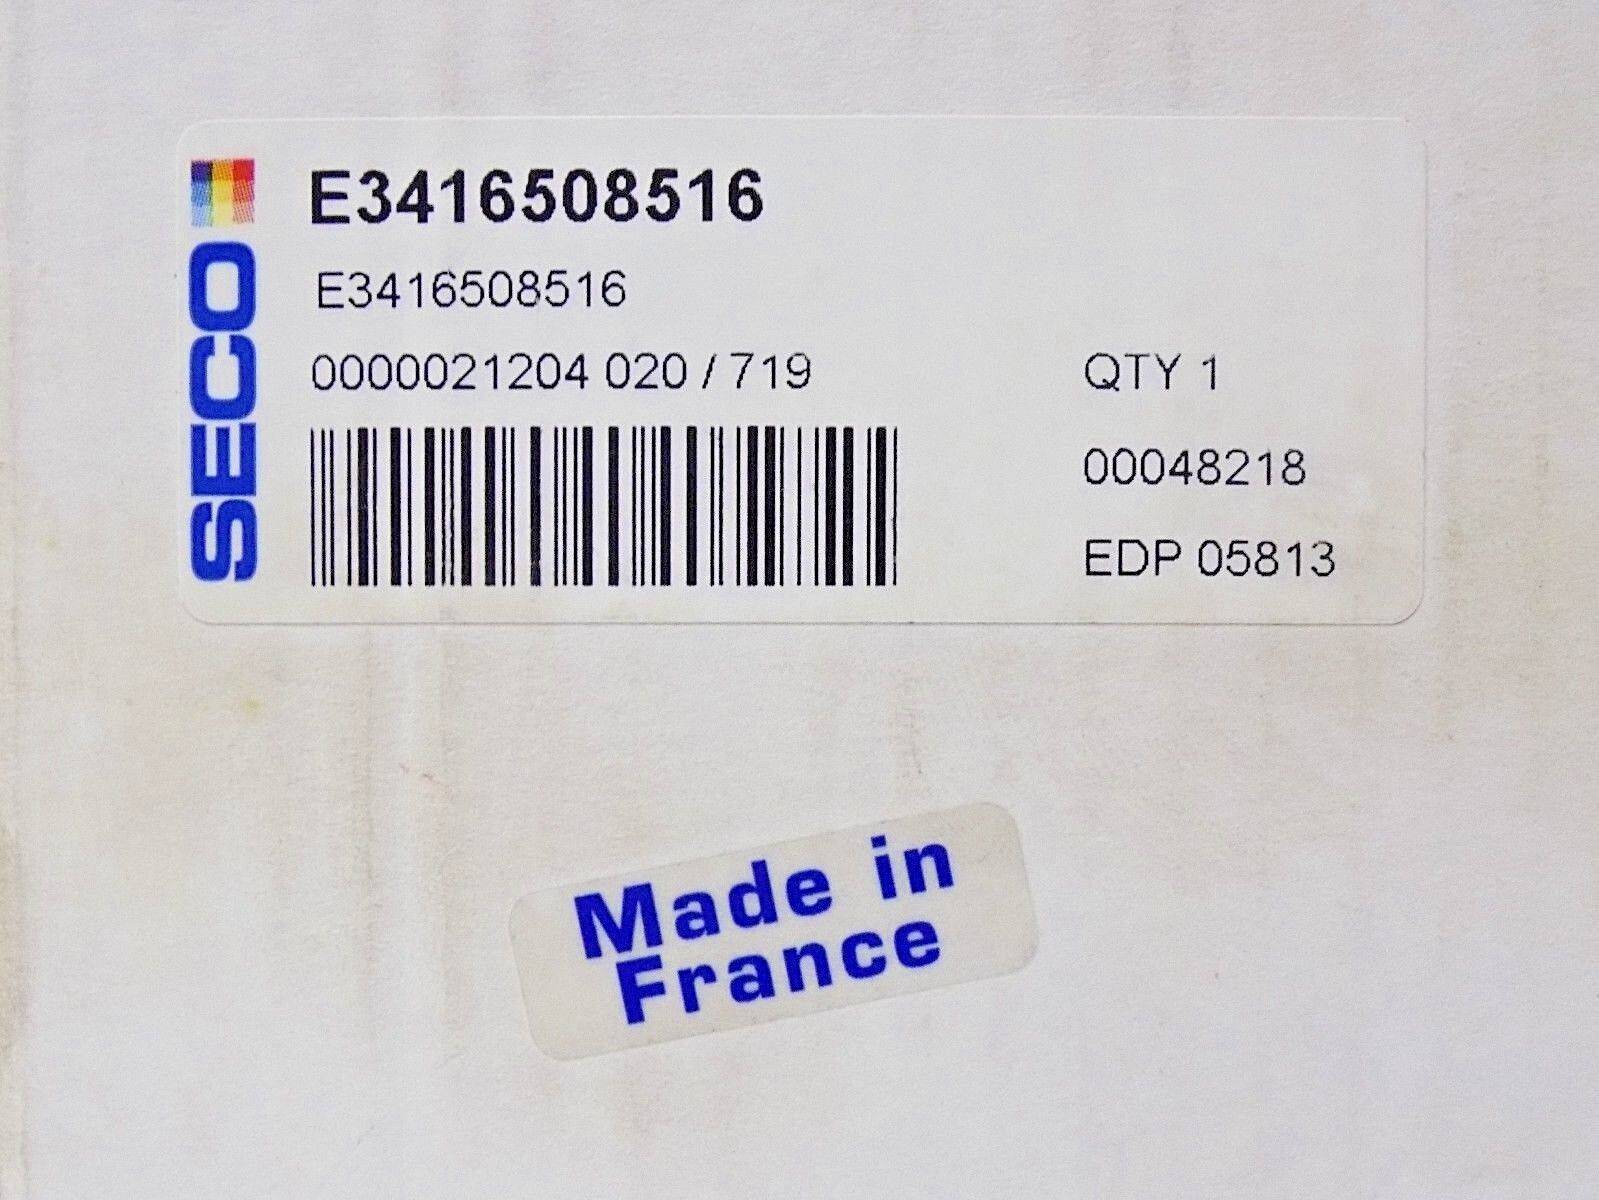 SECO
E3416508516
E3416508516
0000021204 020 / 719
QTY 1
00048218
EDP 05813
Made in
France